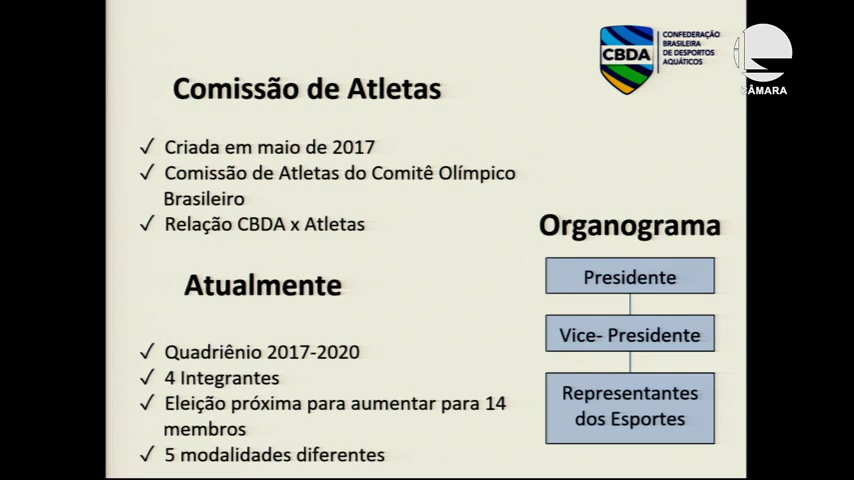 CONFEDERAÇÃO
BRASILEIRA
DE DESPORTOS
AQUÁTICOS
CBDA
CÂMARA
Comissão de Atletas
✓ Criada em maio de 2017
✓ Comissão de Atletas do Comitê Olímpico
Brasileiro
✓ Relação CBDA x Atletas
Atualmente
✓ Quadriênio 2017-2020
✓ 4 Integrantes
✓ Eleição próxima para aumentar para 14
membros
✓ 5 modalidades diferentes
Organograma
Presidente
Vice- Presidente
Representantes
dos Esportes